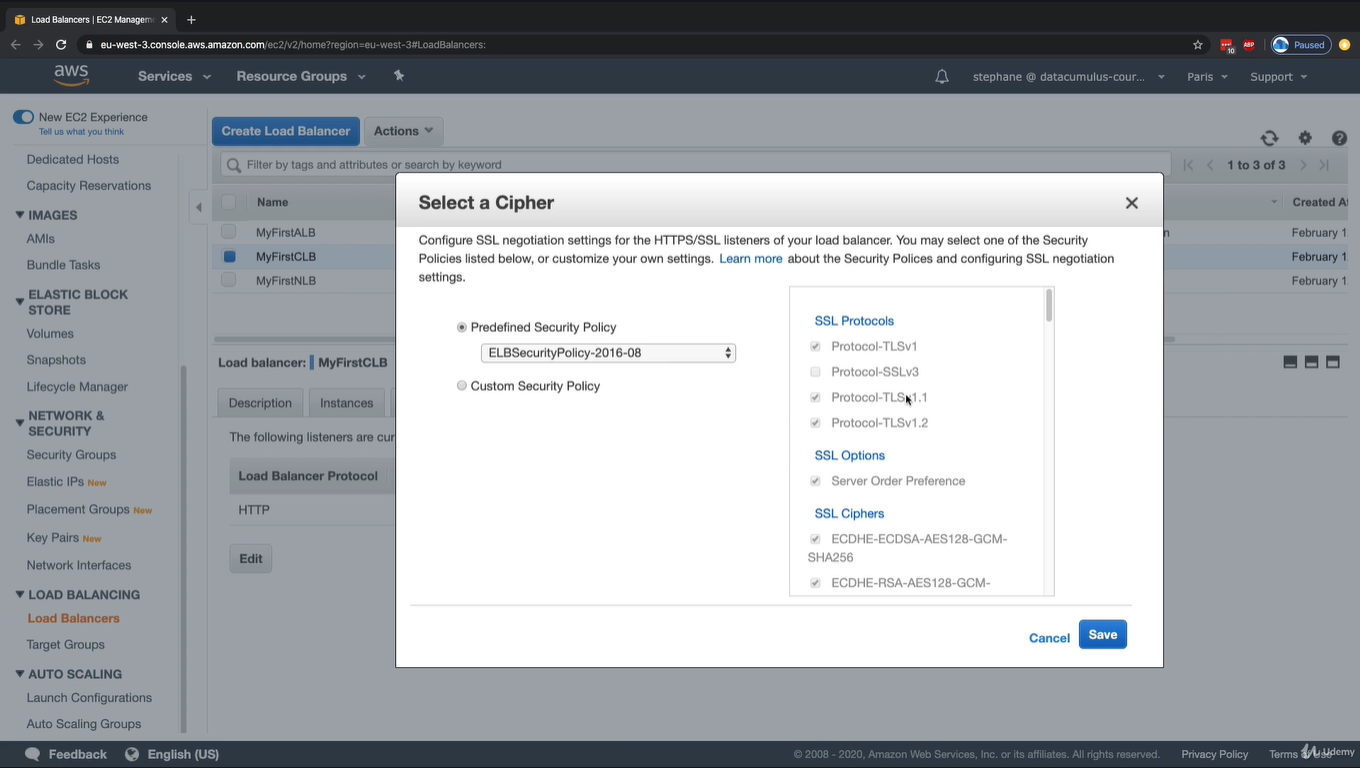 Load Balancers | EC2 Managem
eu-west-3.console.aws.amazon.com/ec2/v2/home?region=eu-west-3#LoadBalancers:
10
ABP
Paused
aws
Services
Resource Groups
stephane @ datacumulus-cour...
Paris
Support
New EC2 Experience
Tell us what you think
Dedicated Hosts
Capacity Reservations
IMAGES
AMIs
Bundle Tasks
ELASTIC BLOCK
STORE
Volumes
Snapshots
Lifecycle Manager
NETWORK &
SECURITY
Security Groups
Elastic IPs New
Placement Groups New
Key Pairs New
Network Interfaces
LOAD BALANCING
Load Balancers
Target Groups
AUTO SCALING
Launch Configurations
Auto Scaling Groups
Create Load Balancer
Actions
Filter by tags and attributes or search by keyword
1 to 3 of 3
Name
Created At
MyFirstALB
n
February 1
MyFirstCLB
February 1
MyFirstNLB
February 1
Load balancer: MyFirstCLB
Description
Instances
The following listeners are cur
Load Balancer Protocol
HTTP
Edit
Select a Cipher
Configure SSL negotiation settings for the HTTPS/SSL listeners of your load balancer. You may select one of the Security
Policies listed below, or customize your own settings. Learn more about the Security Polices and configuring SSL negotiation
settings.
Predefined Security Policy
ELBSecurityPolicy-2016-08
Custom Security Policy
SSL Protocols
Protocol-TLSv1
Protocol-SSLv3
Protocol-TLSv1.1
Protocol-TLSv1.2
SSL Options
Server Order Preference
SSL Ciphers
ECDHE-ECDSA-AES128-GCM-
SHA256
ECDHE-RSA-AES128-GCM-
Cancel
Save
Feedback
English (US)
© 2008 - 2020, Amazon Web Services, Inc. or its affiliates. All rights reserved.
Privacy Policy
Terms
Udemy